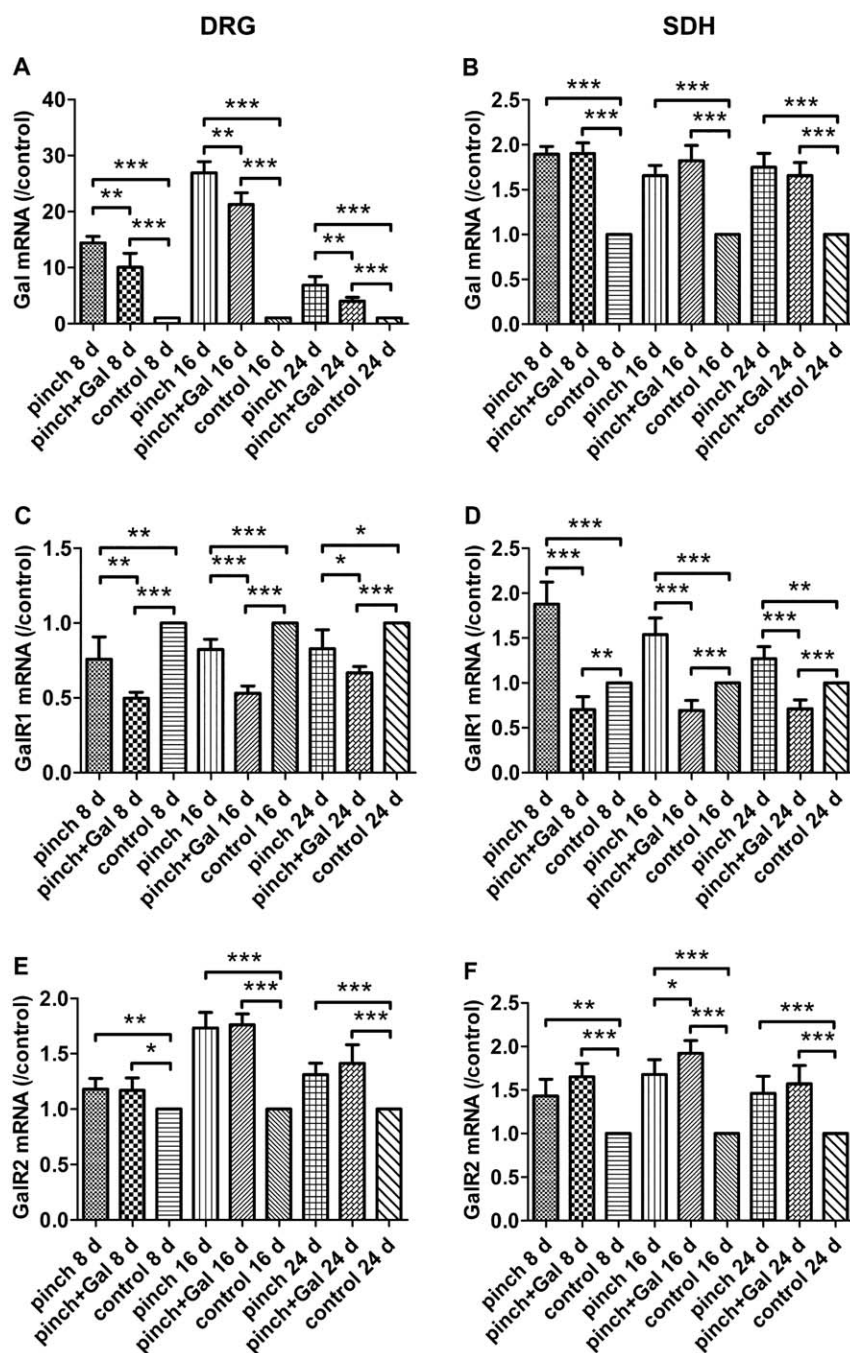 DRG
SDH
A
Gal mRNA (/control)
40
30
20
10
0
*** ** *** *** ** *** *** ** ***
pinch 8 d
pinch+Gal 8 d
control 8 d
pinch 16 d
pinch+Gal 16 d
control 16 d
pinch 24 d
pinch+Gal 24 d
control 24 d
B
Gal mRNA (/control)
2.5
2.0
1.5
1.0
0.5
0.0
*** *** *** *** *** ***
pinch 8 d
pinch+Gal 8 d
control 8 d
pinch 16 d
pinch+Gal 16 d
control 16 d
pinch 24 d
pinch+Gal 24 d
control 24 d
C
GalR1 mRNA (/control)
1.5
1.0
0.5
0.0
** ** *** *** *** *** * * ***
pinch 8 d
pinch+Gal 8 d
control 8 d
pinch 16 d
pinch+Gal 16 d
control 16 d
pinch 24 d
pinch+Gal 24 d
control 24 d
D
GalR1 mRNA (/control)
2.5
2.0
1.5
1.0
0.5
0.0
*** *** ** *** *** *** ** *** ***
pinch 8 d
pinch+Gal 8 d
control 8 d
pinch 16 d
pinch+Gal 16 d
control 16 d
pinch 24 d
pinch+Gal 24 d
control 24 d
E
GalR2 mRNA (/control)
2.0
1.5
1.0
0.5
0.0
** * *** *** *** ***
pinch 8 d
pinch+Gal 8 d
control 8 d
pinch 16 d
pinch+Gal 16 d
control 16 d
pinch 24 d
pinch+Gal 24 d
control 24 d
F
GalR2 mRNA (/control)
2.5
2.0
1.5
1.0
0.5
0.0
** *** *** * *** *** ***
pinch 8 d
pinch+Gal 8 d
control 8 d
pinch 16 d
pinch+Gal 16 d
control 16 d
pinch 24 d
pinch+Gal 24 d
control 24 d